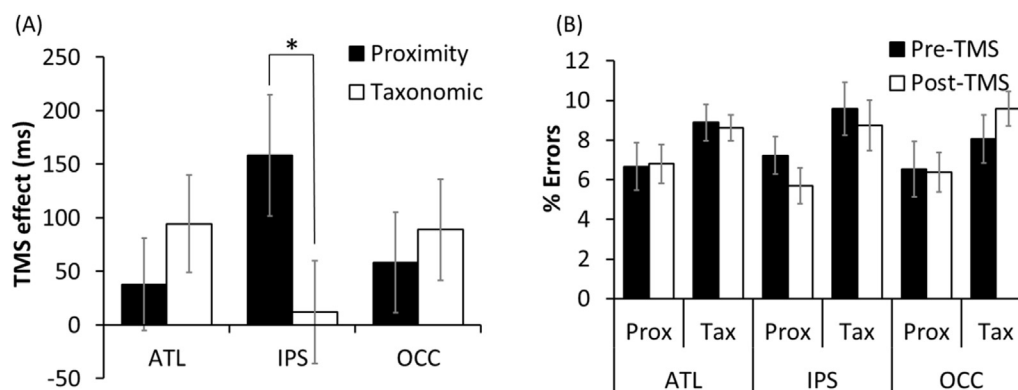 (A)
250
200
150
100
50
0
-50
TMS effect (ms)
*
Proximity
Taxonomic
ATL IPS OCC
(B)
12
10
8
6
4
2
0
% Errors
Pre-TMS
Post-TMS
Prox Tax Prox Tax Prox Tax
ATL IPS OCC